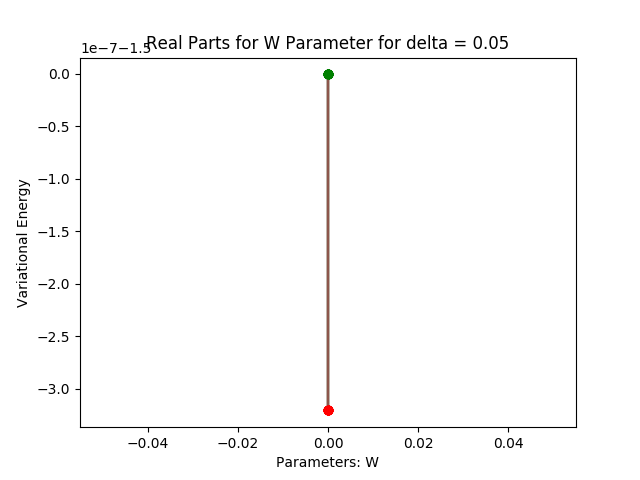 Real Parts for W Parameter for delta = 0.05
1e−7−1.5
0.0
−0.5
−1.0
−1.5
−2.0
−2.5
−3.0
Variational Energy
−0.04 −0.02 0.00 0.02 0.04
Parameters: W